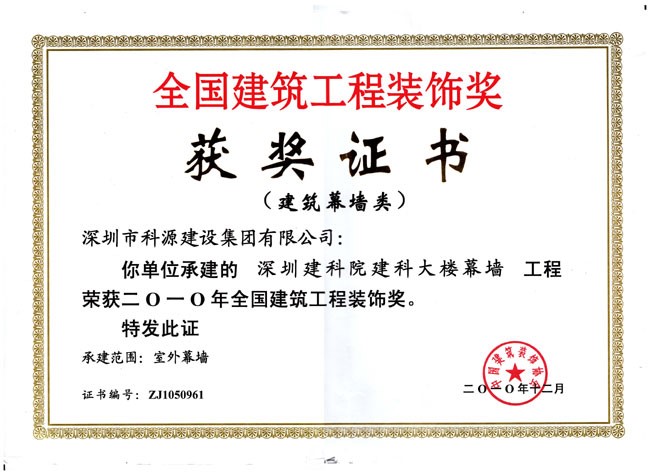 全国建筑工程装饰奖
获奖证书
（建筑幕墙类）
深圳市科源建设集团有限公司：
你单位承建的 深圳建科院建科大楼幕墙 工程
荣获二〇一〇年全国建筑工程装饰奖。
特发此证
承建范围：室外幕墙
中国建筑装饰协会
证书编号：ZJ1050961
二〇一〇年十二月